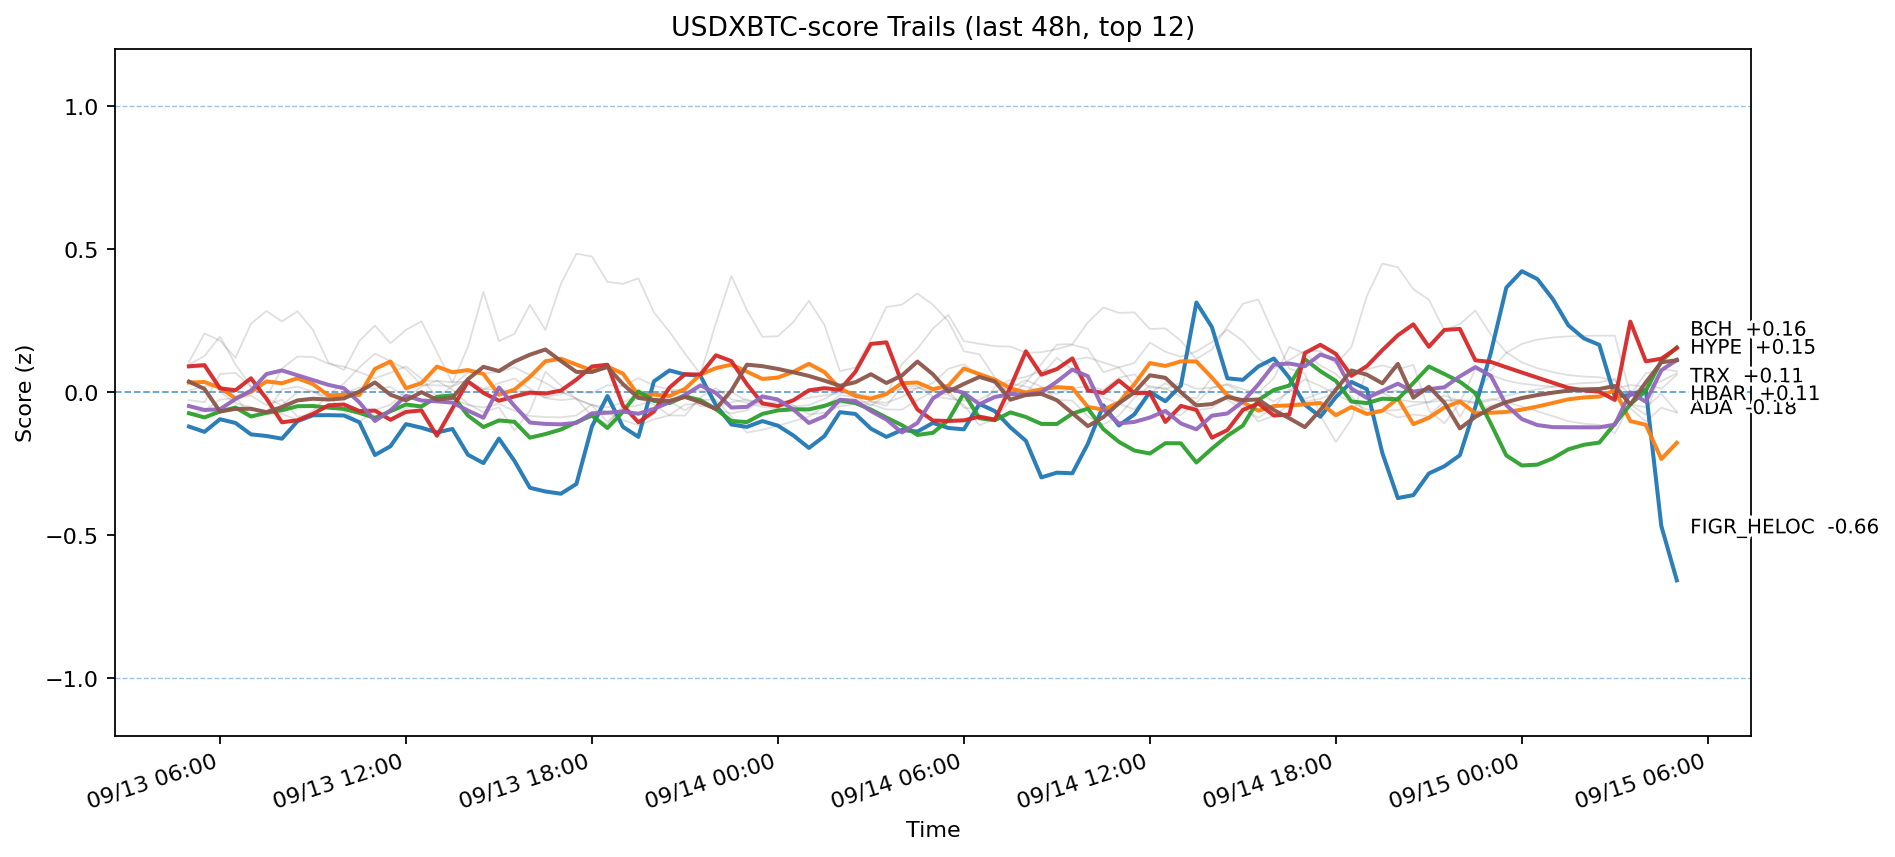 USDXBTC-score Trails (last 48h, top 12)
Score (z)
1.0
0.5
0.0
−0.5
−1.0
BCH +0.16
HYPE +0.15
TRX +0.11
HBAR +0.11
ADA -0.18
FIGR_HELOC -0.66
09/13 06:00
09/13 12:00
09/13 18:00
09/14 00:00
09/14 06:00
09/14 12:00
09/14 18:00
09/15 00:00
09/15 06:00
Time